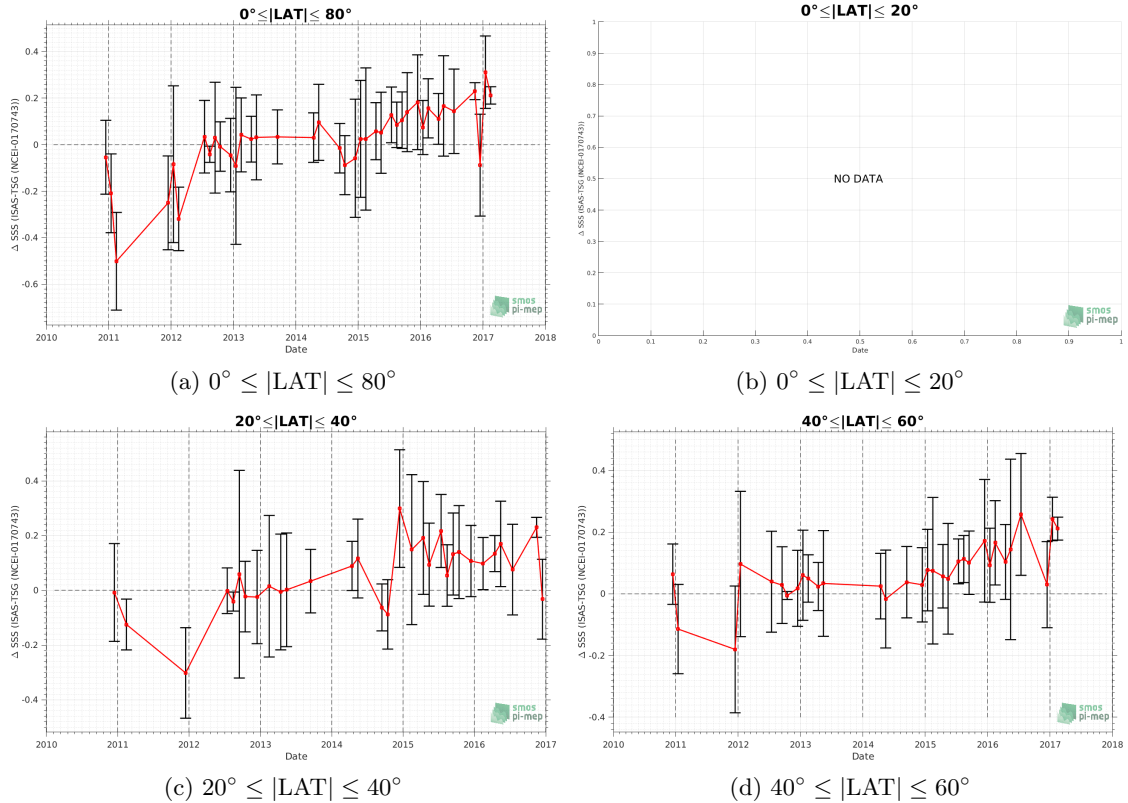 0°≤|LAT|≤ 80°
Δ SSS (ISAS-TSG (NCEI-0170743))
0.4
0.2
0
-0.2
-0.4
-0.6
2010 2011 2012 2013 2014 2015 2016 2017 2018
Date
smos
pi-mep
(a) 0° ≤ |LAT| ≤ 80°
0°≤|LAT|≤ 20°
Δ SSS (ISAS-TSG (NCEI-0170743))
1
0.9
0.8
0.7
0.6
0.5
0.4
0.3
0.2
0.1
0
NO DATA
0 0.1 0.2 0.3 0.4 0.5 0.6 0.7 0.8 0.9 1
Date
smos
pi-mep
(b) 0° ≤ |LAT| ≤ 20°
20°≤|LAT|≤ 40°
Δ SSS (ISAS-TSG (NCEI-0170743))
0.4
0.2
0
-0.2
-0.4
2010 2011 2012 2013 2014 2015 2016 2017
Date
smos
pi-mep
(c) 20° ≤ |LAT| ≤ 40°
40°≤|LAT|≤ 60°
Δ SSS (ISAS-TSG (NCEI-0170743))
0.4
0.2
0
-0.2
-0.4
2010 2011 2012 2013 2014 2015 2016 2017 2018
Date
smos
pi-mep
(d) 40° ≤ |LAT| ≤ 60°